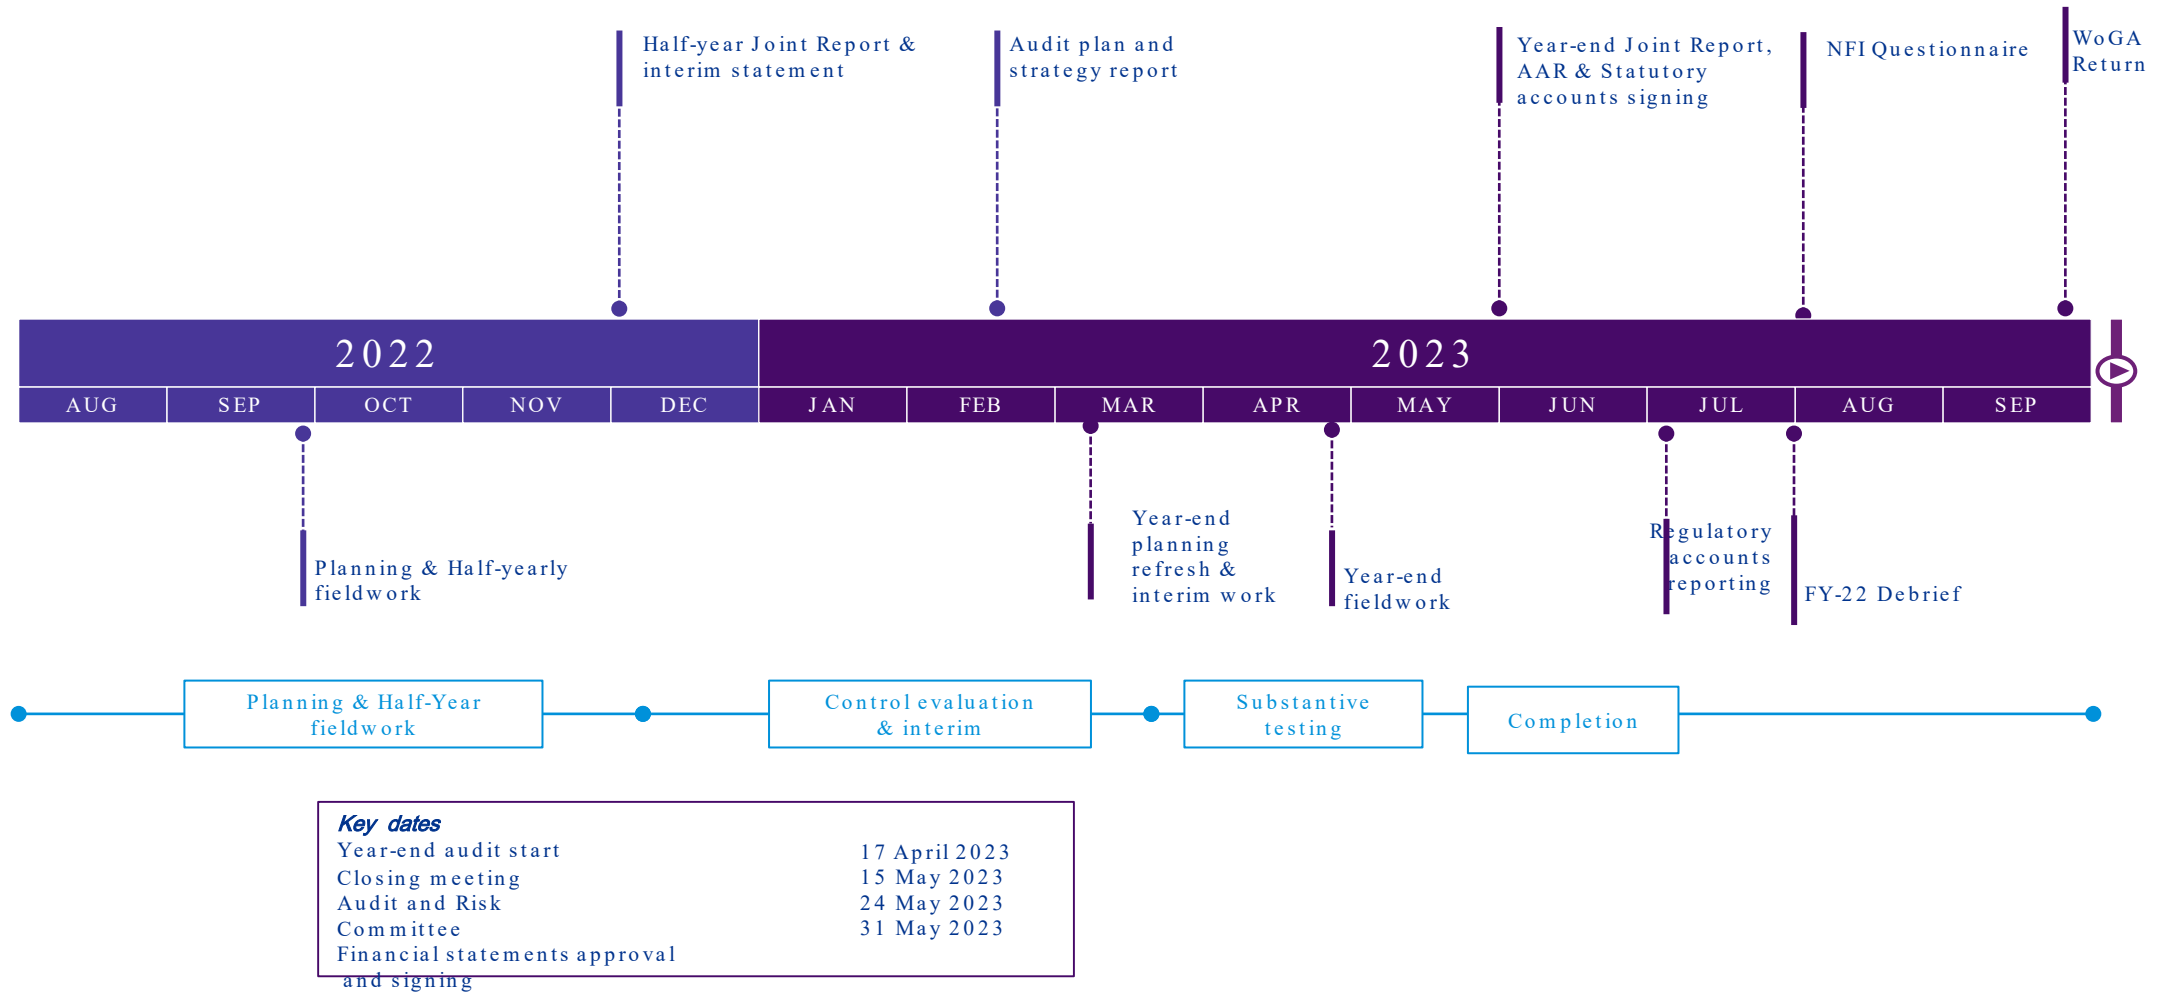 Half-year Joint Report &
interim statement
Audit plan and
strategy report
Year-end Joint Report,
AAR & Statutory
accounts signing
NFI Questionnaire
WoGA
Return
2022
2023
AUG SEP OCT NOV DEC JAN FEB MAR APR MAY JUN JUL AUG SEP
Planning & Half-yearly
fieldwork
Year-end
planning
refresh &
interim work
Year-end
fieldwork
Regulatory
accounts
reporting
FY-22 Debrief
Planning & Half-Year
fieldwork
Control evaluation
& interim
Substantive
testing
Completion
Key dates
Year-end audit start 17 April 2023
Closing meeting 15 May 2023
Audit and Risk 24 May 2023
Committee 31 May 2023
Financial statements approval
and signing